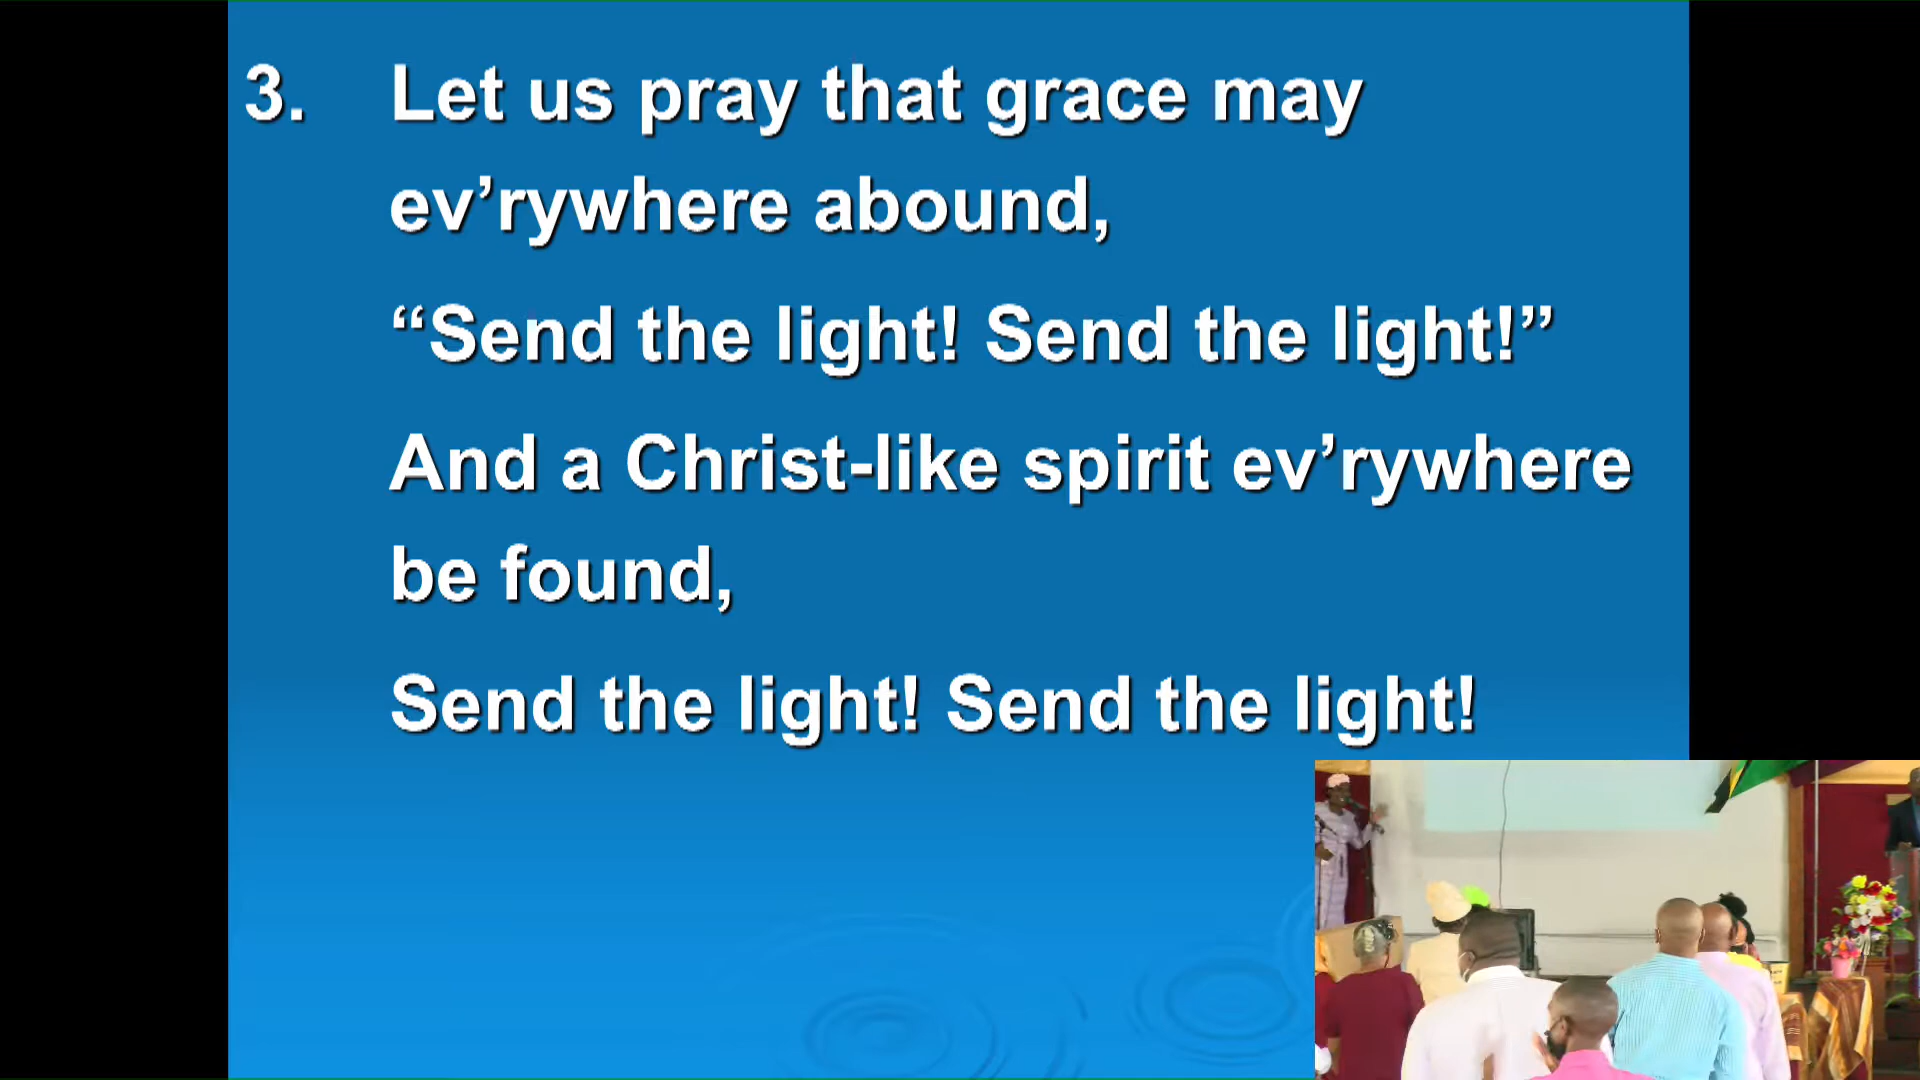 3. Let us pray that grace may
ev’rywhere abound,
“Send the light! Send the light!”
And a Christ-like spirit ev’rywhere
be found,
Send the light! Send the light!